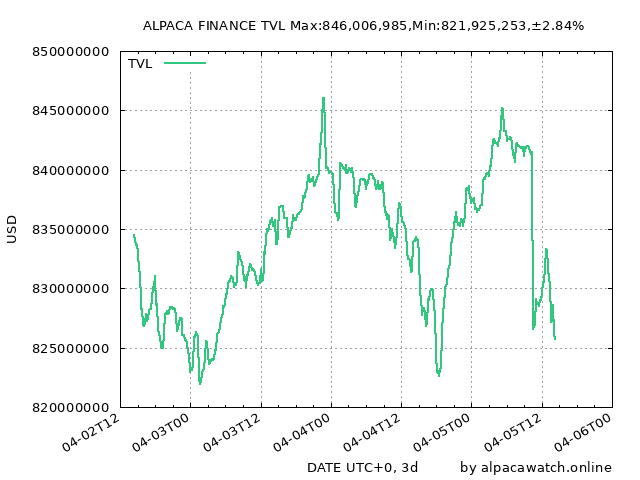 ALPACA FINANCE TVL Max:846,006,985,Min:821,925,253,±2.84%
850000000
TVL
845000000
840000000
835000000
USD
830000000
825000000
820000000
04-02T12
04-03T00
04-03T12
04-04T00
04-04T12
04-05T00
04-05T12
04-06T00
DATE UTC+0, 3d
by alpacawatch.online